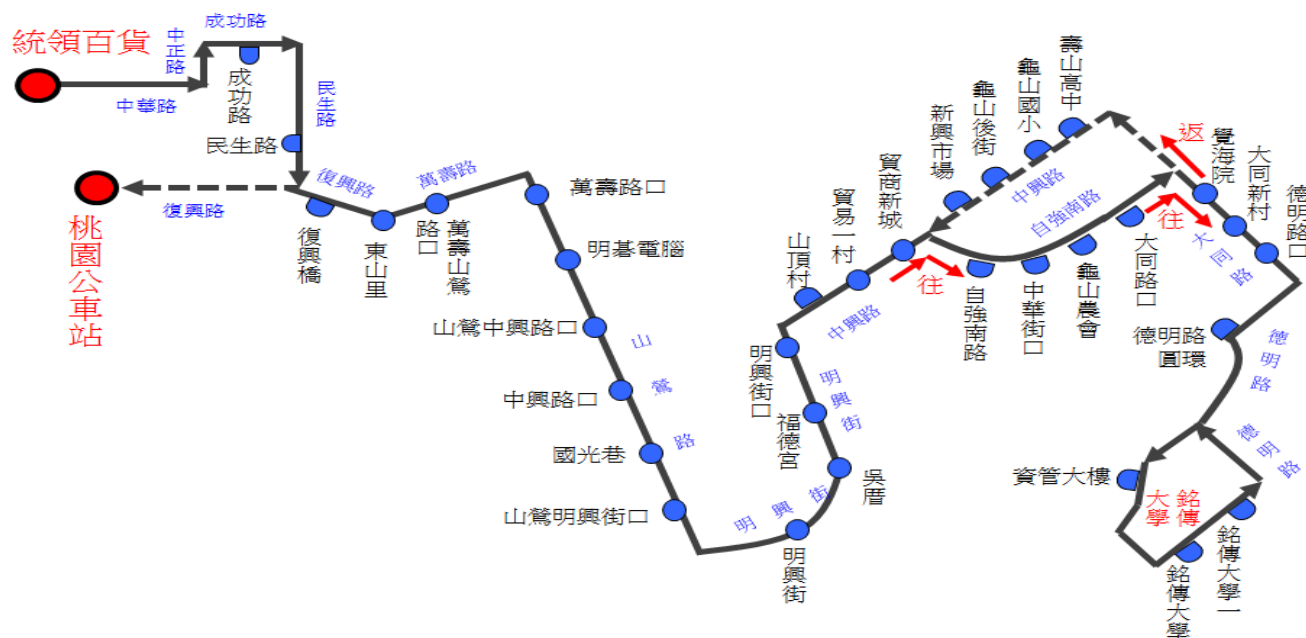 統領百貨
中華路
中正路
成功路
成功路
民生路
民生路
桃園公車站
復興路
復興路
復興橋
東山里
萬壽路
萬壽山鶯
路口
萬壽路口
明碁電腦
山鶯中興路口
中興路口
國光巷
山鶯明興街口
山鶯路
明興街
明興街
吳厝
福德宮
明興街
明興街口
山頂村
中興路
貿易一村
貿商新城
往
新興市場
龜山後街
龜山國小
壽山高中
中興路
自強南路
自強南路
中華街口
龜山農會
大同路口
往
返
覺海院
大同新村
德明路口
大同路
德明路
圓環
德明路
德明路
資管大樓
銘傳
大學
銘傳大學一
銘傳大學